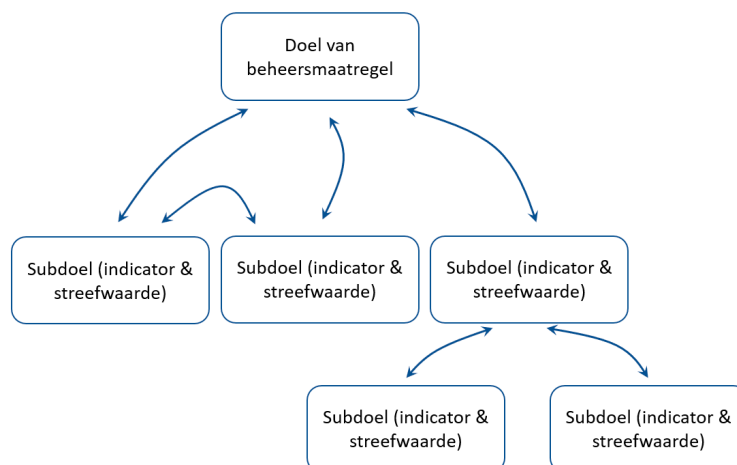 Doel van
beheersmaatregel
Subdoel (indicator &
streefwaarde)
Subdoel (indicator &
streefwaarde)
Subdoel (indicator &
streefwaarde)
Subdoel (indicator &
streefwaarde)
Subdoel (indicator &
streefwaarde)